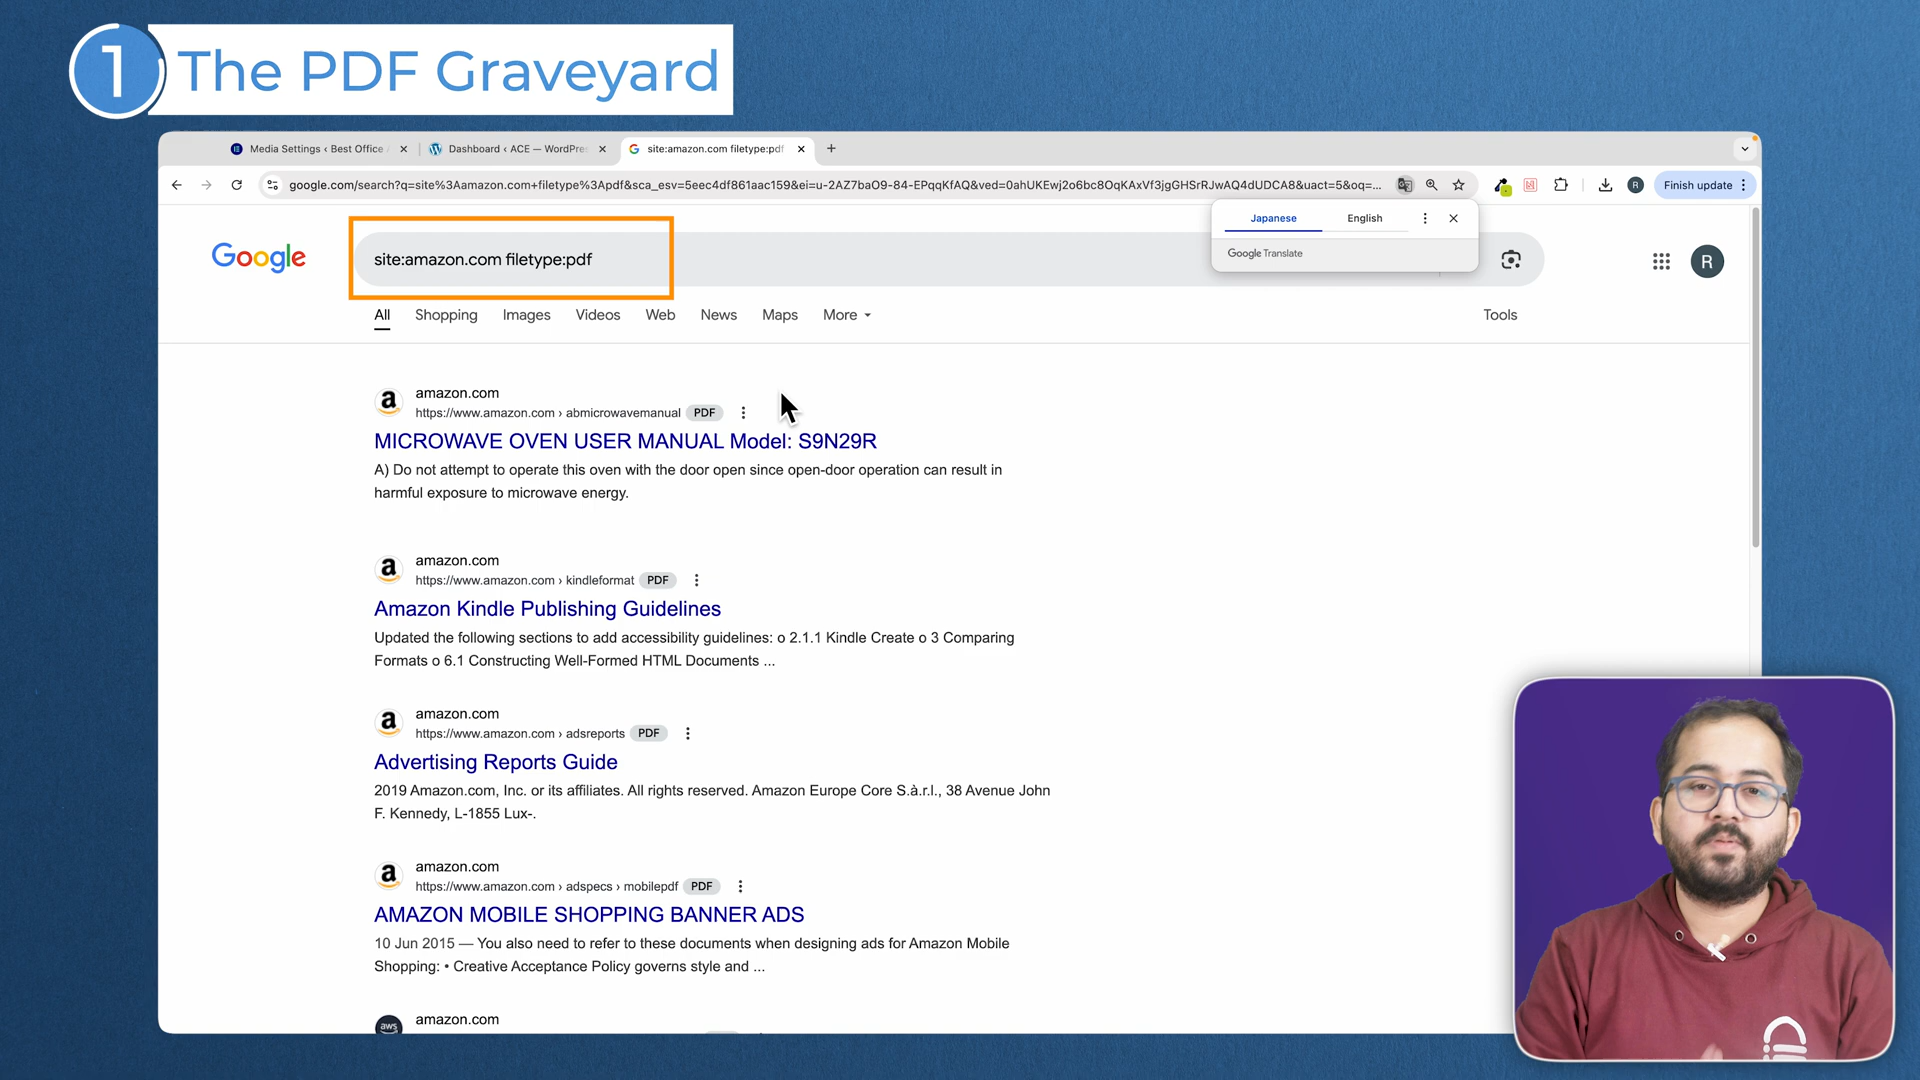 1 The PDF Graveyard
Media Settings ‹ Best Office
Dashboard ‹ ACE — WordPre
site:amazon.com filetype:pdf
google.com/search?q=site%3Aamazon.com+filetype%3Apdf&sca_esv=5eec4df861aac159&ei=u-2AZ7baO9-84-EPqqKfAQ&ved=0ahUKEwj2o6bc8OqKAxVf3jgGHSrRJwAQ4dUDCA8&uact=5&oq=...
R
Finish update
Japanese
English
Google Translate
Google
site:amazon.com filetype:pdf
R
All
Shopping
Images
Videos
Web
News
Maps
More
Tools
amazon.com
https://www.amazon.com › abmicrowavemanual PDF
MICROWAVE OVEN USER MANUAL Model: S9N29R
A) Do not attempt to operate this oven with the door open since open-door operation can result in
harmful exposure to microwave energy.
amazon.com
https://www.amazon.com › kindleformat PDF
Amazon Kindle Publishing Guidelines
Updated the following sections to add accessibility guidelines: o 2.1.1 Kindle Create o 3 Comparing
Formats o 6.1 Constructing Well-Formed HTML Documents ...
amazon.com
https://www.amazon.com › adsreports PDF
Advertising Reports Guide
2019 Amazon.com, Inc. or its affiliates. All rights reserved. Amazon Europe Core S.à.r.l., 38 Avenue John
F. Kennedy, L-1855 Lux-.
amazon.com
https://www.amazon.com › adspecs › mobilepdf PDF
AMAZON MOBILE SHOPPING BANNER ADS
10 Jun 2015 — You also need to refer to these documents when designing ads for Amazon Mobile
Shopping: • Creative Acceptance Policy governs style and ...
aws
amazon.com